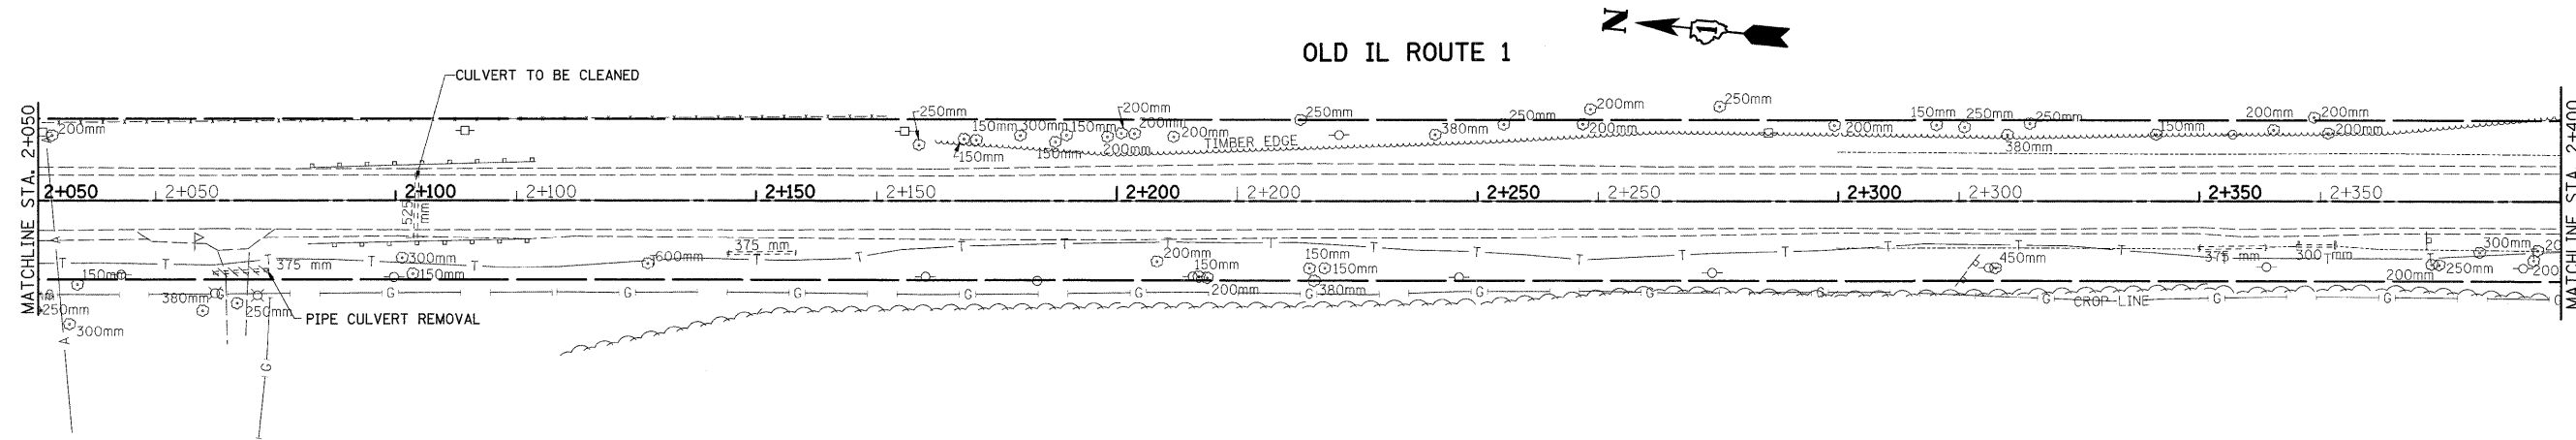 N
1
OLD IL ROUTE 1
CULVERT TO BE CLEANED
MATCHLINE STA. 2+050
MATCHLINE STA. 2+400
200mm
250mm
150mm
300mm
150mm
200mm
200mm
200mm
150mm
150mm
200mm
TIMBER EDGE
250mm
380mm
250mm
200mm
200mm
250mm
200mm
150mm
250mm
250mm
380mm
150mm
200mm
200mm
200mm
2+050 2+050 2+100 2+100 2+150 2+150 2+200 2+200 2+250 2+250 2+300 2+300 2+350 2+350
525 mm
T T T T T T T T T T T T T T T T T
150mm
375 mm
300mm
150mm
600mm
375 mm
200mm
150mm
200mm
150mm
150mm
380mm
450mm
375 mm
300 mm
200mm
250mm
300mm
200
G G G G G G G G G G G G G
250mm
300mm
380mm
250mm
PIPE CULVERT REMOVAL
CROP LINE
A
A
G